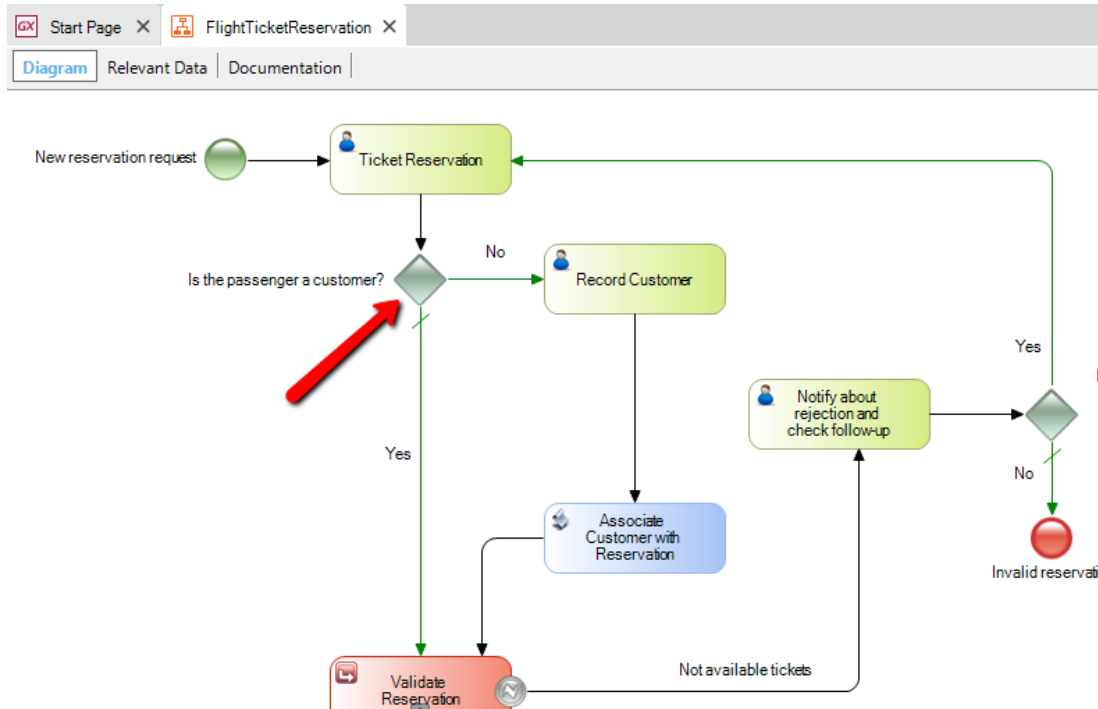 GX Start Page
FlightTicketReservation
Diagram
Relevant Data
Documentation
New reservation request
Ticket Reservation
No
Is the passenger a customer?
Record Customer
Yes
Notify about
rejection and
check follow-up
Yes
No
Associate
Customer with
Reservation
Invalid reservati
Not available tickets
Validate
Reservation